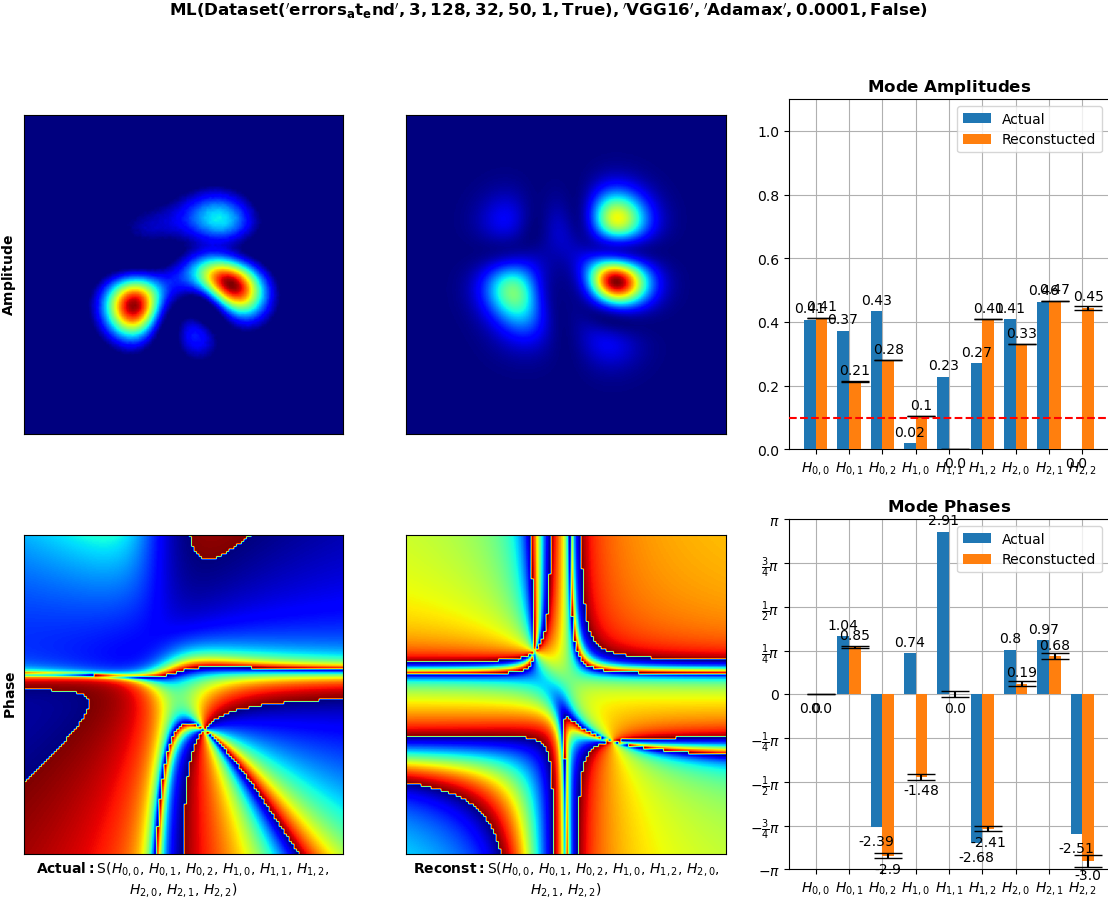 ML(Dataset('errors_at_end', 3, 128, 32, 50, 1, True), 'VGG16', 'Adamax', 0.0001, False)
Amplitude
Mode Amplitudes
Actual
Reconstucted
1.0
0.8
0.6
0.4
0.2
0.0
0.41 0.41 0.37 0.21 0.43 0.28 0.02 0.1 0.23 0.0 0.27 0.41 0.41 0.33 0.46 0.47 0.0 0.45
H0,0 H0,1 H0,2 H1,0 H1,1 H1,2 H2,0 H2,1 H2,2
Phase
Mode Phases
Actual
Reconstucted
π
3/4π
1/2π
1/4π
0
−1/4π
−1/2π
−3/4π
−π
0.0 0.0 1.04 0.85 -2.39 -2.9 0.74 -1.48 2.91 0.0 -2.68 -2.41 0.8 0.19 0.97 0.68 -2.51 -3.0
H0,0 H0,1 H0,2 H1,0 H1,1 H1,2 H2,0 H2,1 H2,2
Actual: S(H0,0, H0,1, H0,2, H1,0, H1,1, H1,2,
H2,0, H2,1, H2,2)
Reconst: S(H0,0, H0,1, H0,2, H1,0, H1,2, H2,0,
H2,1, H2,2)